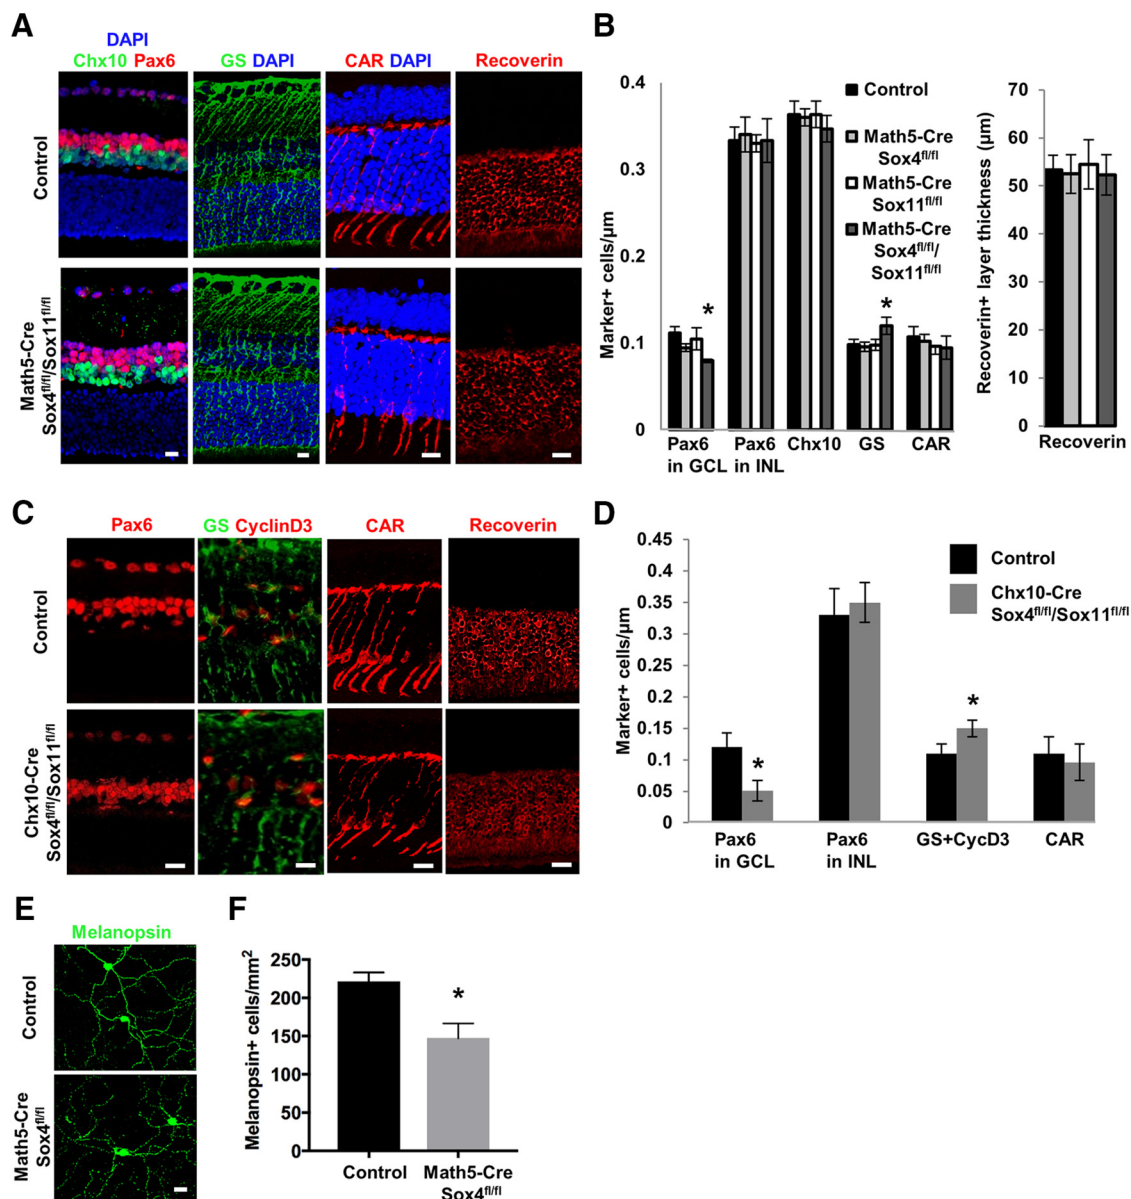 A
DAPI
Chx10 Pax6
GS DAPI
CAR DAPI
Recoverin
Control
Math5-Cre
Sox4fl/fl/Sox11fl/fl
B
Marker+ cells/µm
0.4
0.3
0.2
0.1
0
Control
Math5-Cre
Sox4fl/fl
Math5-Cre
Sox11fl/fl
Math5-Cre
Sox4fl/fl/
Sox11fl/fl
*
*
Pax6
in GCL
Pax6
in INL
Chx10
GS
CAR
Recoverin+ layer thickness (µm)
70
60
50
40
30
20
10
0
Recoverin
C
Pax6
GS CyclinD3
CAR
Recoverin
Control
Chx10-Cre
Sox4fl/fl/Sox11fl/fl
D
Marker+ cells/µm
0.45
0.4
0.35
0.3
0.25
0.2
0.15
0.1
0.05
0
Control
Chx10-Cre
Sox4fl/fl/Sox11fl/fl
*
*
Pax6
in GCL
Pax6
in INL
GS+CycD3
CAR
E
Melanopsin
Control
Math5-Cre
Sox4fl/fl
F
Melanopsin+ cells/mm2
250
200
150
100
50
0
*
Control
Math5-Cre
Sox4fl/fl